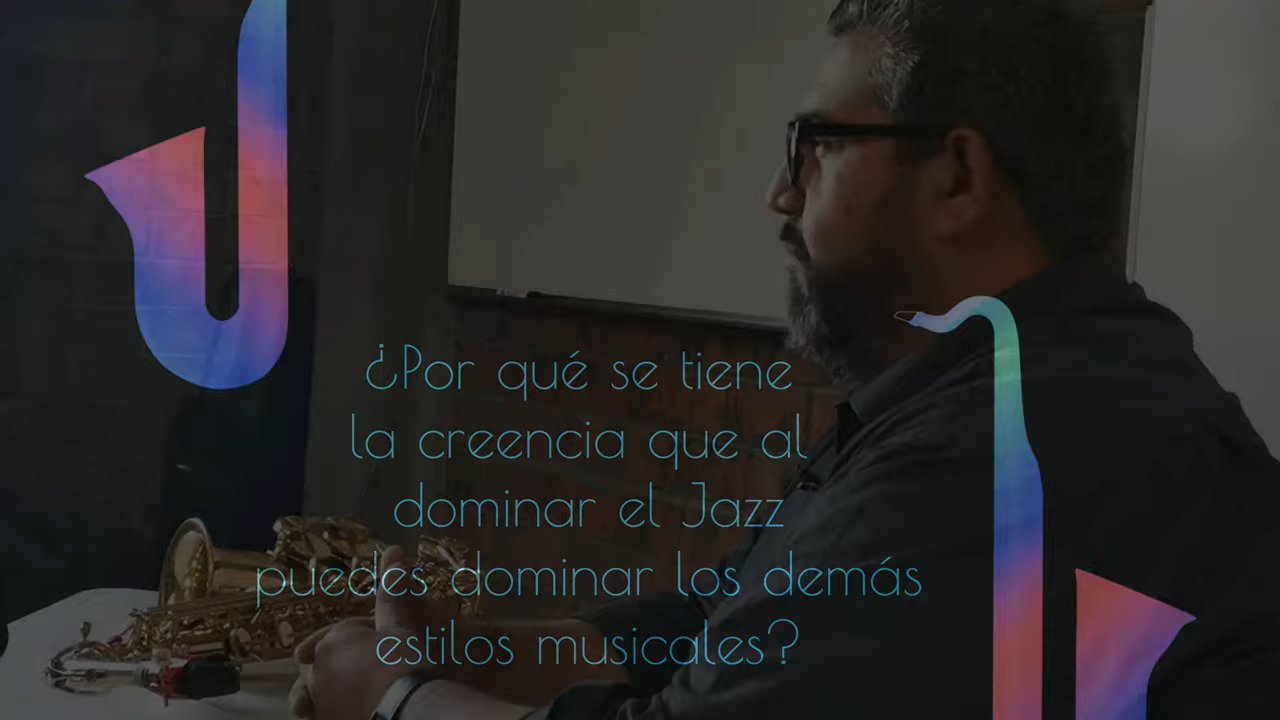 ¿Por qué se tiene
la creencia que al
dominar el Jazz
puedes dominar los demás
estilos musicales?